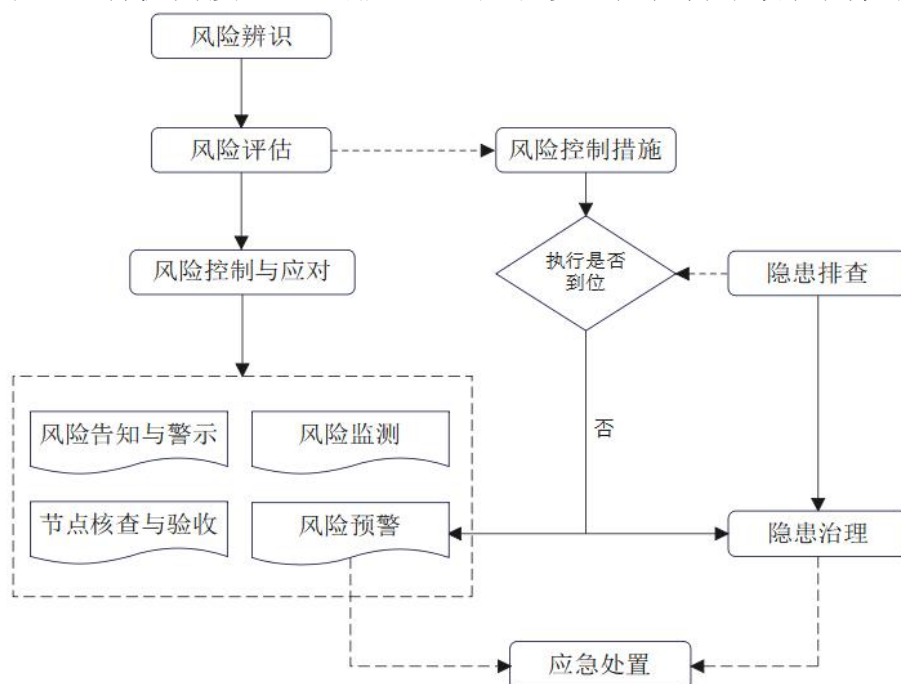 风险辨识
风险评估
风险控制措施
风险控制与应对
执行是否
到位
隐患排查
风险告知与警示
风险监测
否
节点核查与验收
风险预警
隐患治理
应急处置